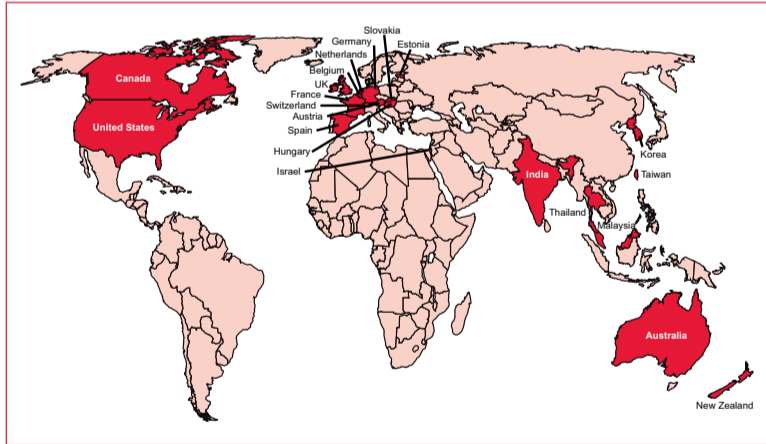 Slovakia
Germany
Estonia
Netherlands
Belgium
UK
France
Switzerland
Austria
Spain
Hungary
Israel
Canada
United States
India
Korea
Taiwan
Thailand
Malaysia
Australia
New Zealand